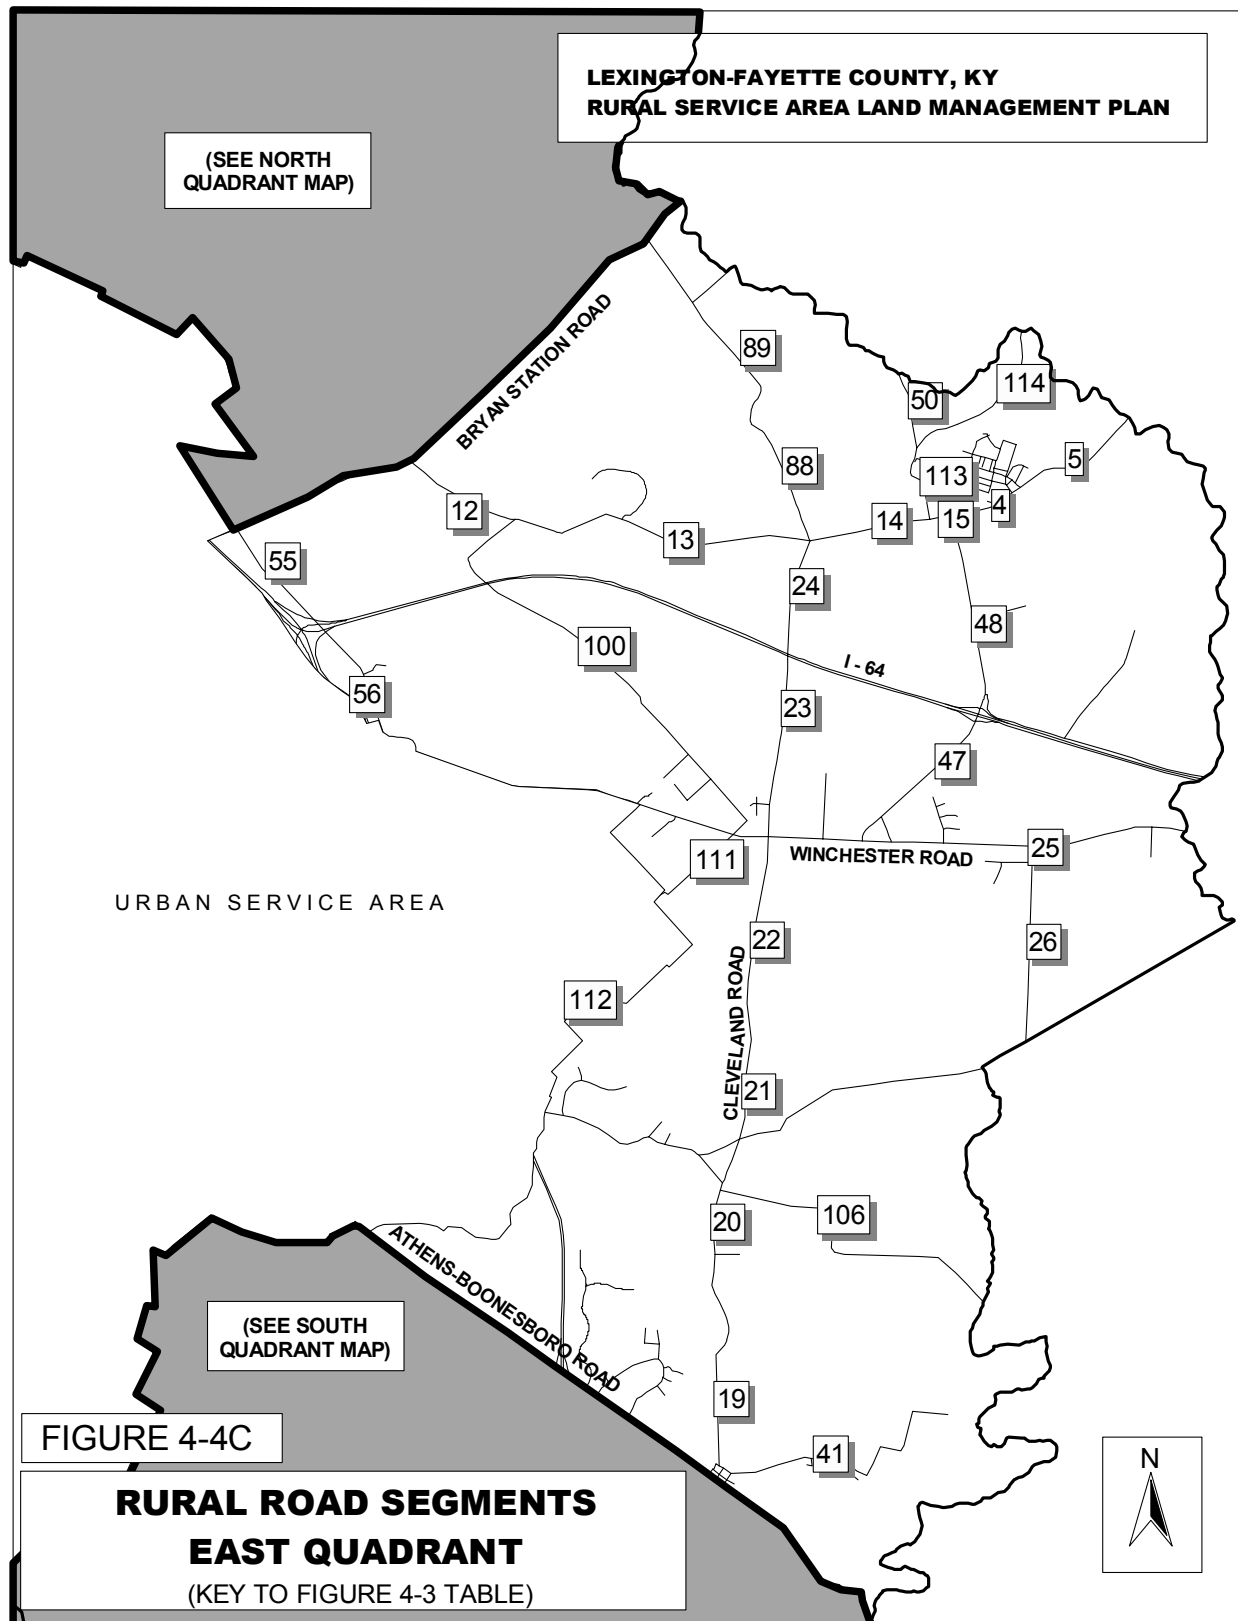 LEXINGTON-FAYETTE COUNTY, KY
RURAL SERVICE AREA LAND MANAGEMENT PLAN
(SEE NORTH
QUADRANT MAP)
BRYAN STATION ROAD
89
114
50
5
88
113
4
12
14
15
13
55
24
48
100
I - 64
56
23
47
25
111
WINCHESTER ROAD
URBAN SERVICE AREA
22
26
CLEVELAND ROAD
112
21
20
106
ATHENS-BOONESBORO ROAD
(SEE SOUTH
QUADRANT MAP)
19
41
FIGURE 4-4C
N
RURAL ROAD SEGMENTS
EAST QUADRANT
(KEY TO FIGURE 4-3 TABLE)